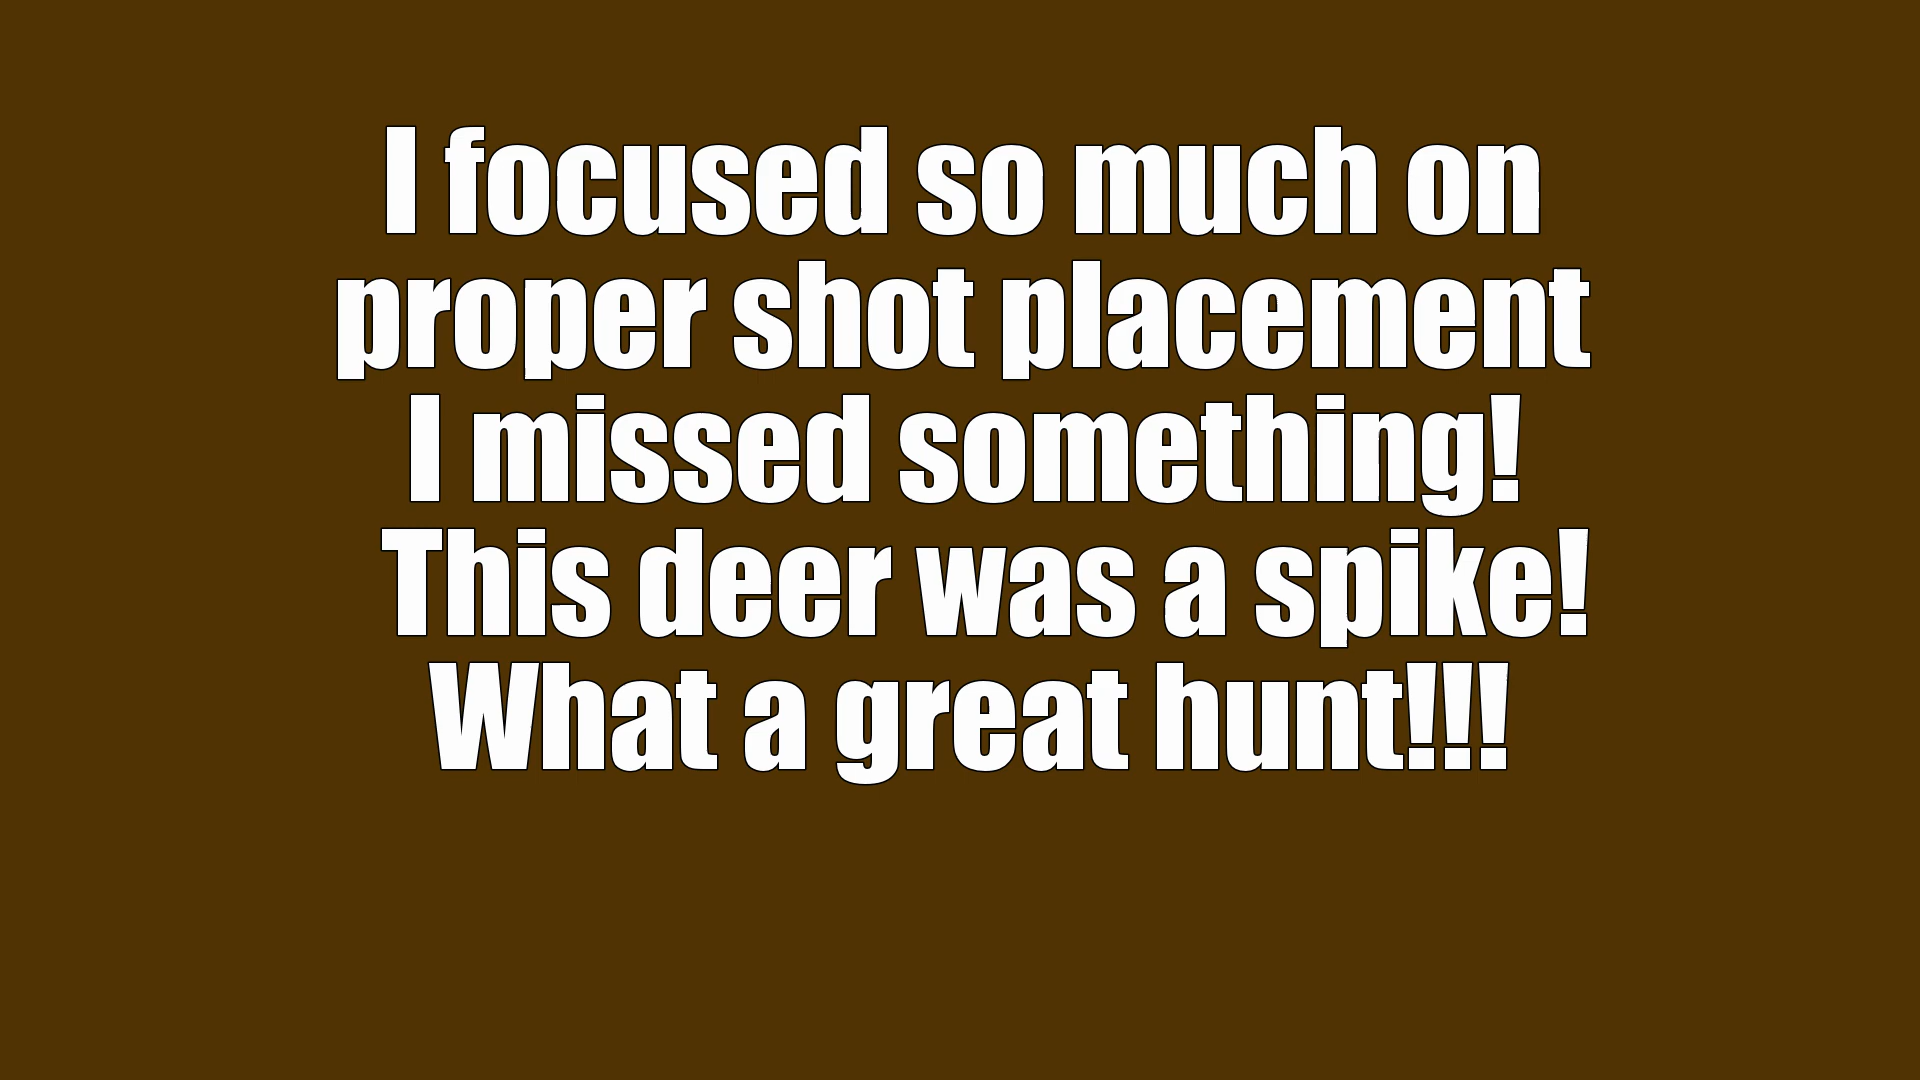 I focused so much on
proper shot placement
I missed something!
This deer was a spike!
What a great hunt!!!